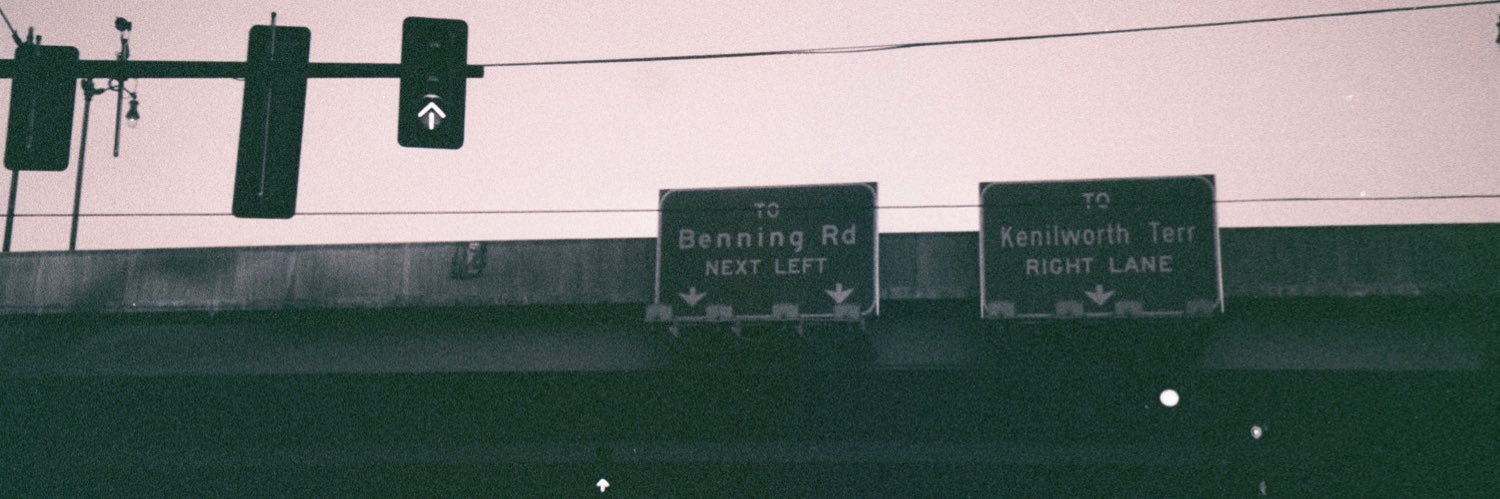 TO
Benning Rd
NEXT LEFT
TO
Kenilworth Terr
RIGHT LANE